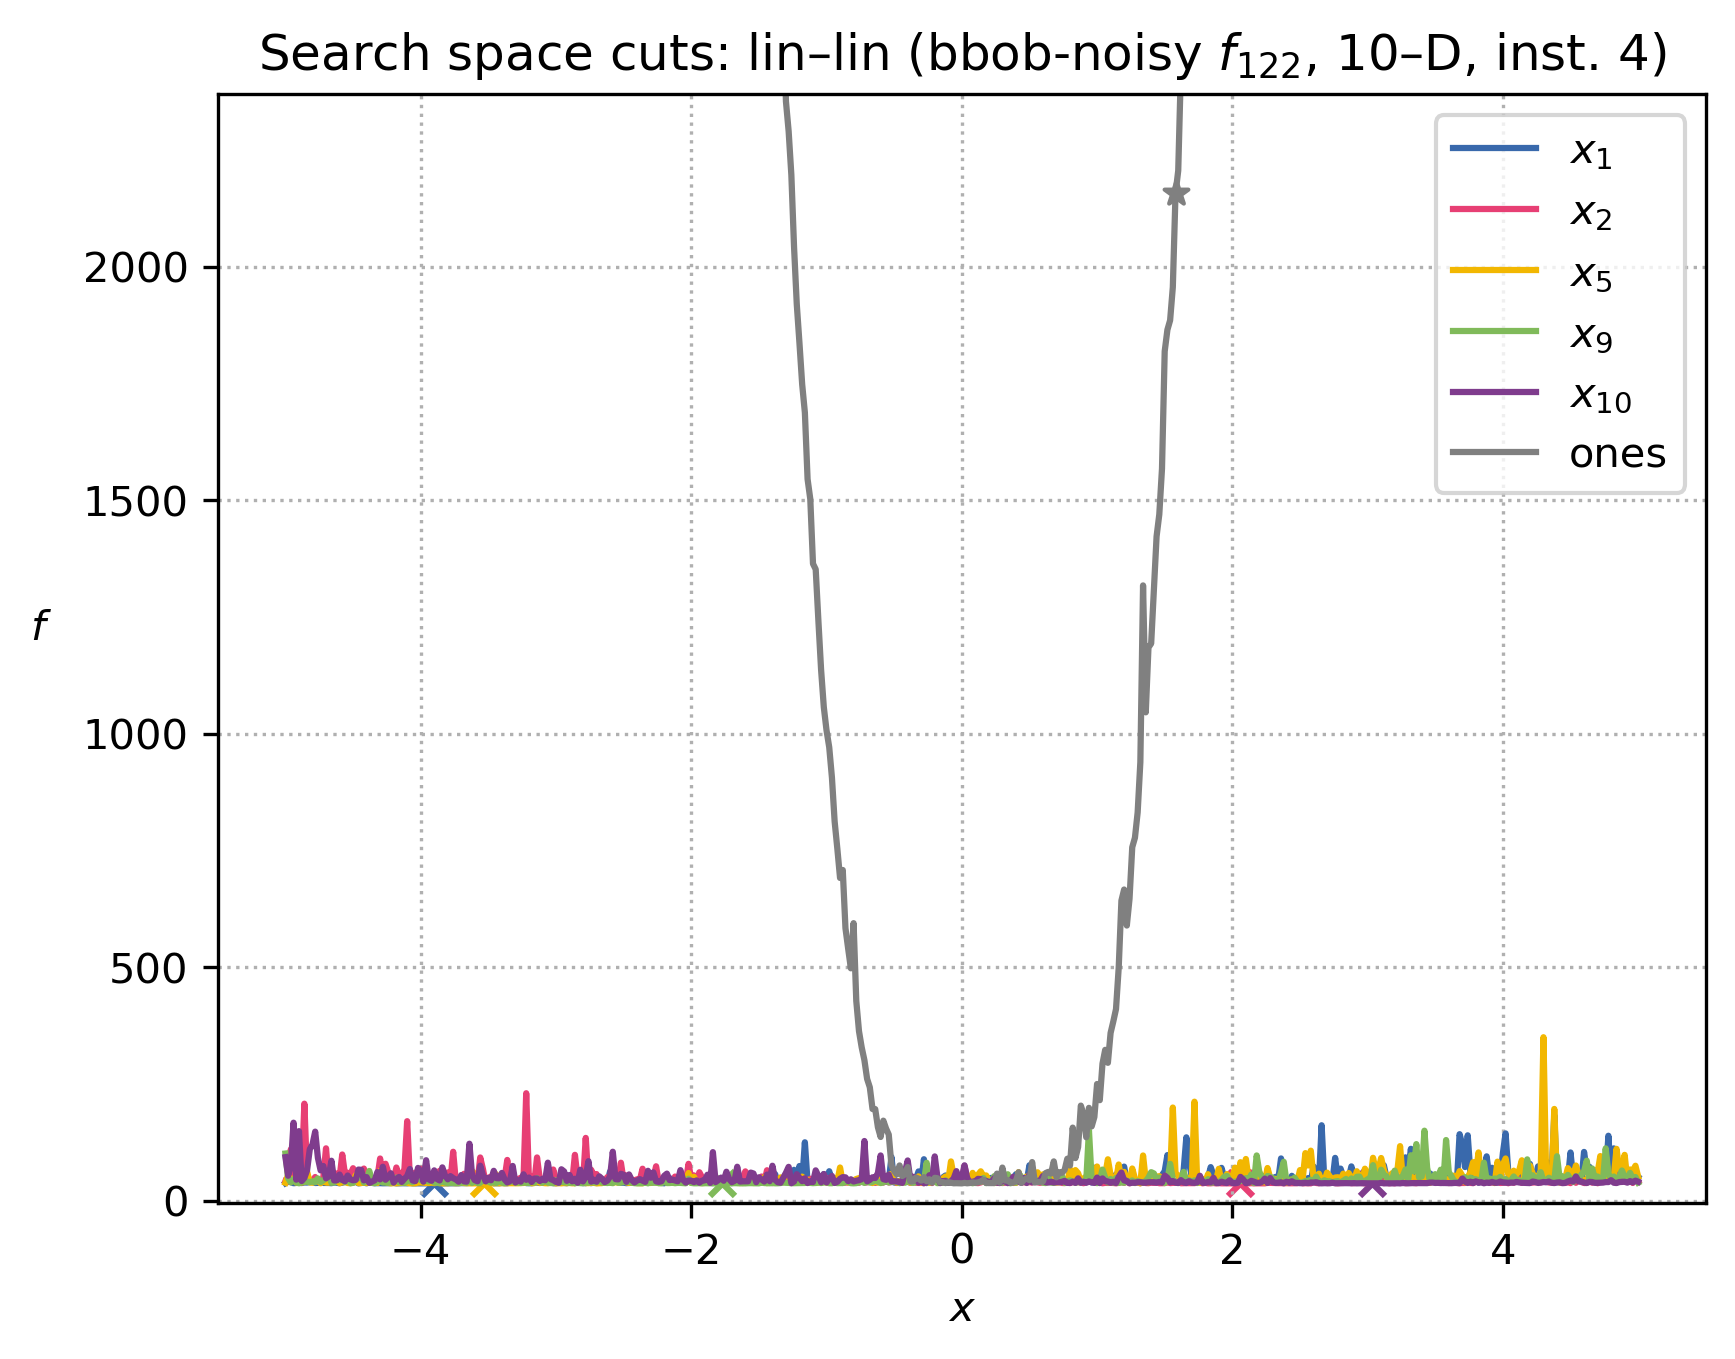 Search space cuts: lin–lin (bbob-noisy f₁₂₂, 10–D, inst. 4)
x₁
x₂
x₅
x₉
x₁₀
ones
2000
1500
1000
500
0
f
−4
−2
0
2
4
x